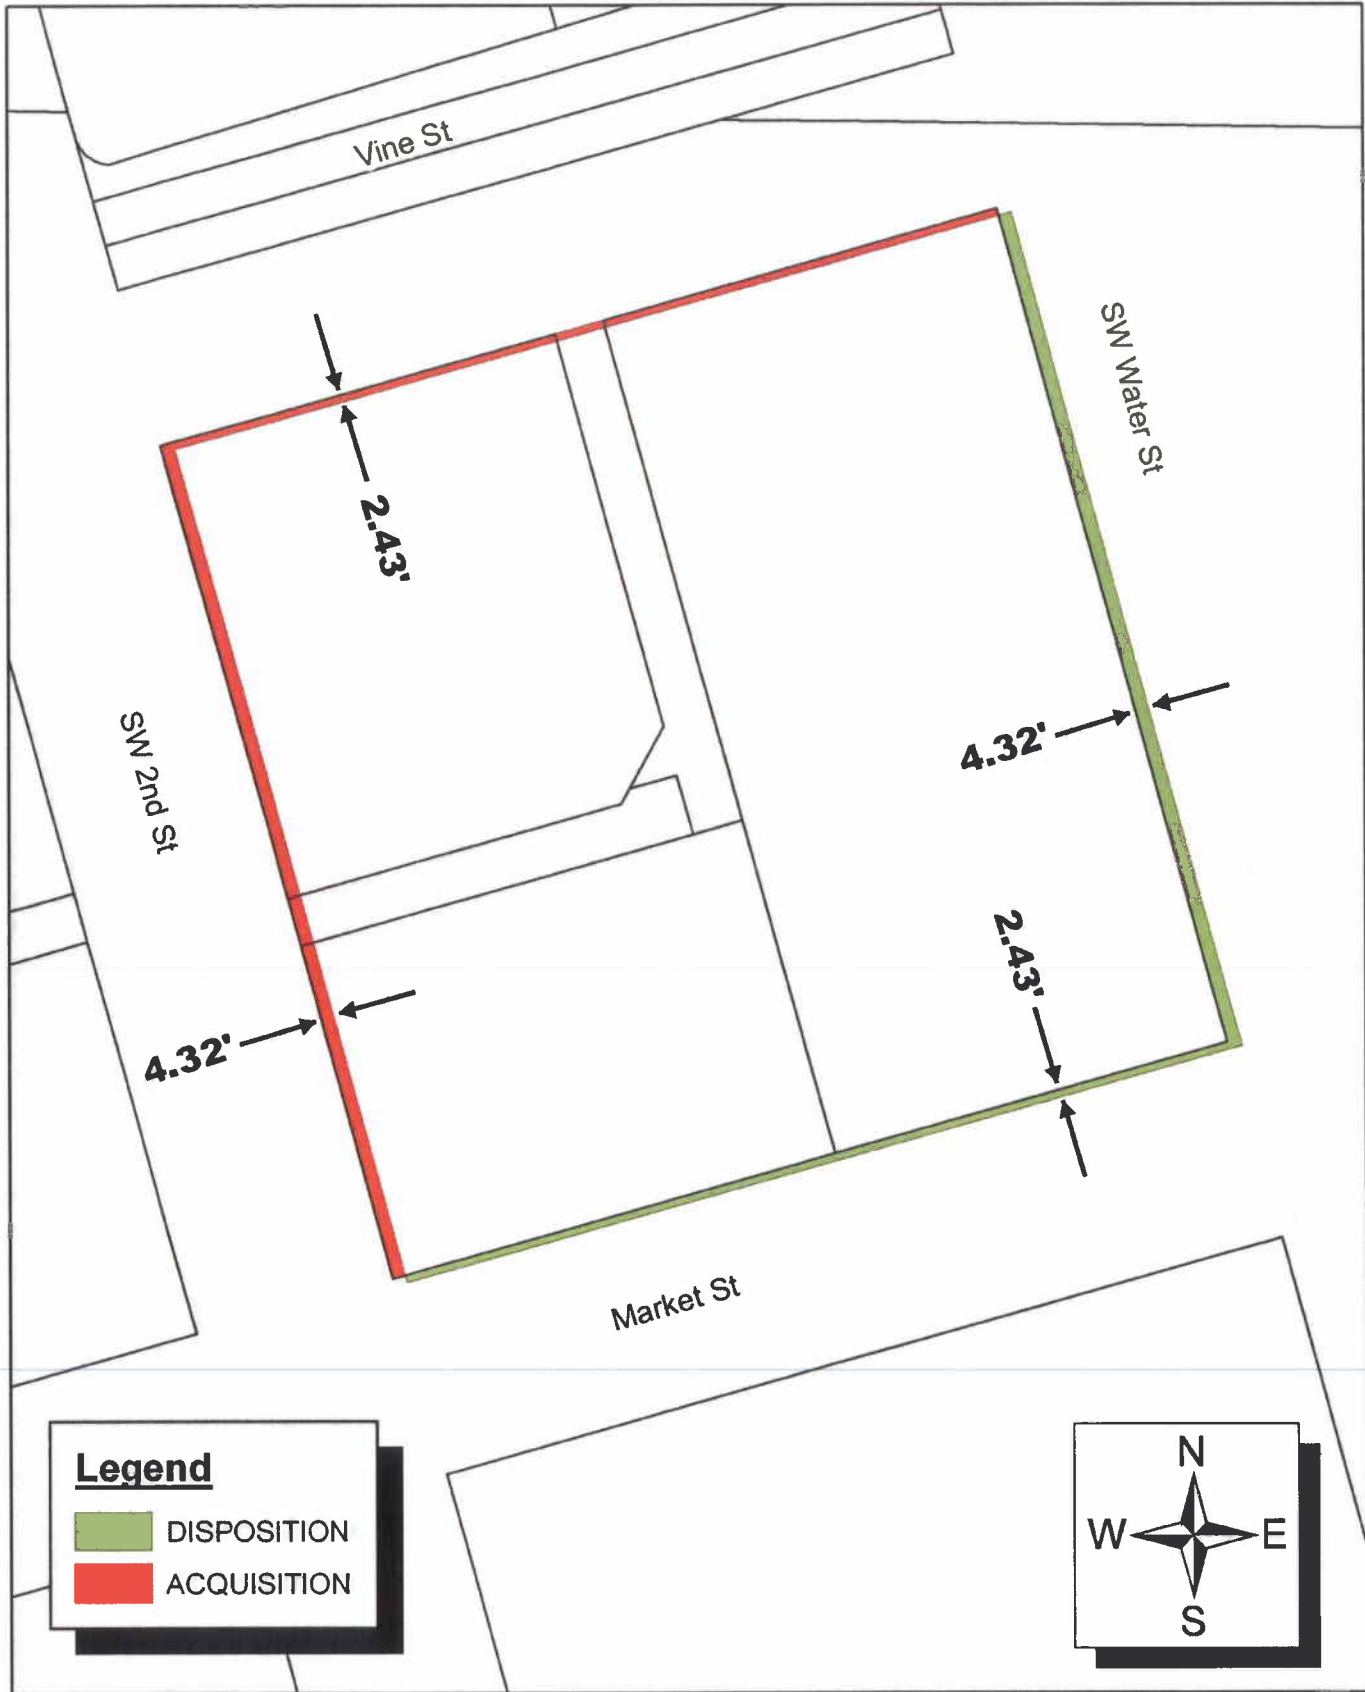 Vine St
SW Water St
2.43'
SW 2nd St
4.32'
2.43'
4.32'
Market St
Legend
DISPOSITION
ACQUISITION
N
W E
S